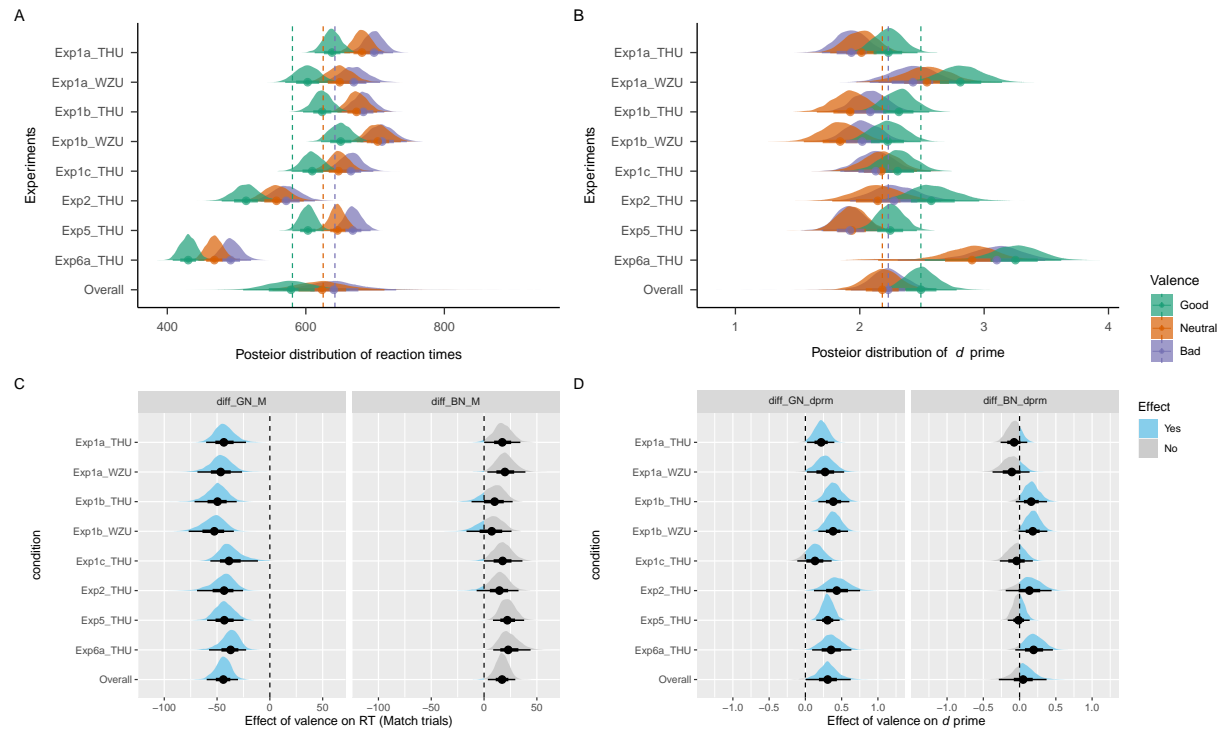 A
Experiments
Exp1a_THU
Exp1a_WZU
Exp1b_THU
Exp1b_WZU
Exp1c_THU
Exp2_THU
Exp5_THU
Exp6a_THU
Overall
400 600 800
Posteior distribution of reaction times
B
Experiments
Exp1a_THU
Exp1a_WZU
Exp1b_THU
Exp1b_WZU
Exp1c_THU
Exp2_THU
Exp5_THU
Exp6a_THU
Overall
1 2 3 4
Posterior distribution of d prime
Valence
Good
Neutral
Bad
C
diff_GN_M diff_BN_M
condition
Exp1a_THU
Exp1a_WZU
Exp1b_THU
Exp1b_WZU
Exp1c_THU
Exp2_THU
Exp5_THU
Exp6a_THU
Overall
−100 −50 0 50 −100 −50 0 50
Effect of valence on RT (Match trials)
D
diff_GN_dprm diff_BN_dprm
condition
Exp1a_THU
Exp1a_WZU
Exp1b_THU
Exp1b_WZU
Exp1c_THU
Exp2_THU
Exp5_THU
Exp6a_THU
Overall
−1.0 −0.5 0.0 0.5 1.0 −1.0 −0.5 0.0 0.5 1.0
Effect of valence on d prime
Effect
Yes
No